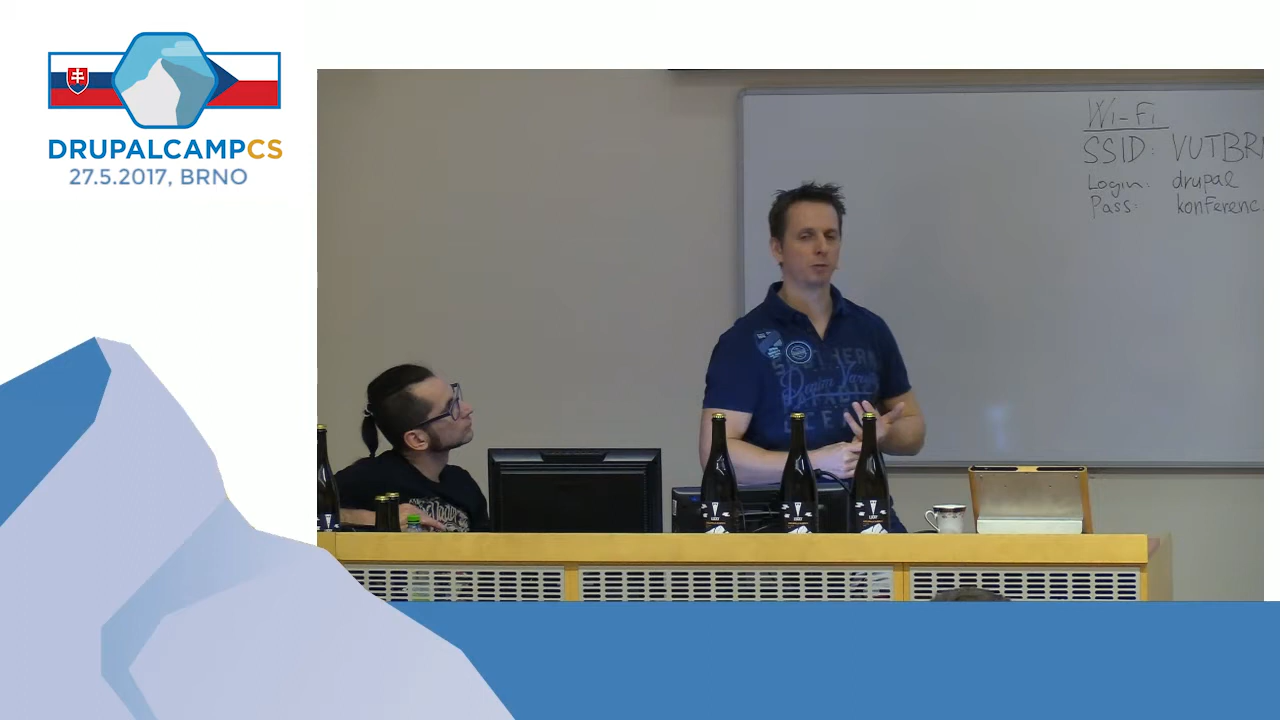 DRUPALCAMPCS
27.5.2017, BRNO
Wi-Fi
SSID: VUTBR
Login: drupal
Pass: konferenc